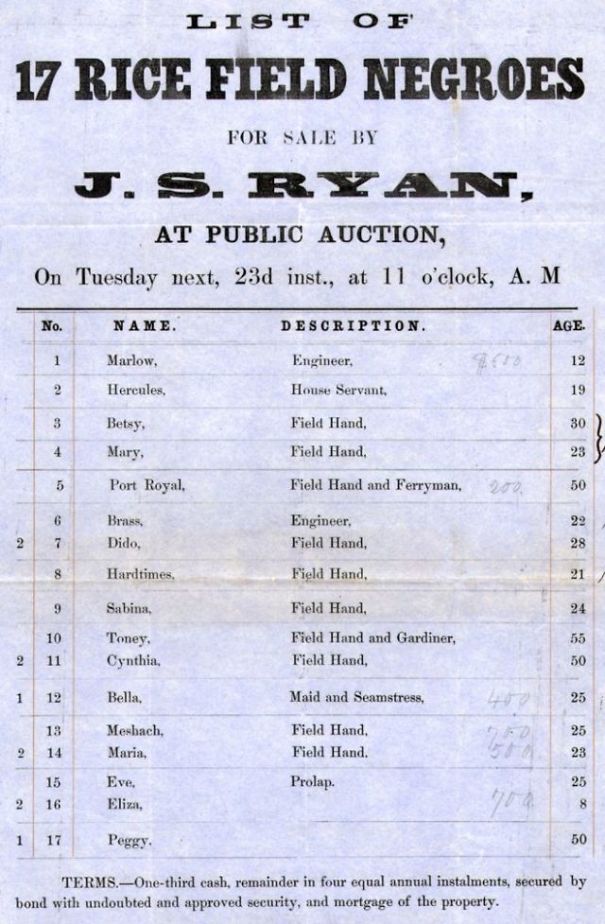 LIST OF
17 RICE FIELD NEGROES
FOR SALE BY
J. S. RYAN,
AT PUBLIC AUCTION,
On Tuesday next, 23d inst., at 11 o'clock, A. M
No. NAME. DESCRIPTION. AGE.
1 Marlow, Engineer, 12
2 Hercules, House Servant, 19
3 Betsy, Field Hand, 30
4 Mary, Field Hand, 23
5 Port Royal, Field Hand and Ferryman, 200 50
6 Brass, Engineer, 22
2 7 Dido, Field Hand, 28
8 Hardtimes, Field Hand, 21
9 Sabina, Field Hand, 24
10 Toney, Field Hand and Gardiner, 55
2 11 Cynthia, Field Hand, 50
1 12 Bella, Maid and Seamstress, 400 25
13 Meshach, Field Hand, 700 25
2 14 Maria, Field Hand. 500 23
15 Eve, Prolap. 25
2 16 Eliza, 700 8
1 17 Peggy. 50
TERMS.—One-third cash, remainder in four equal annual instalments, secured by
bond with undoubted and approved security, and mortgage of the property.